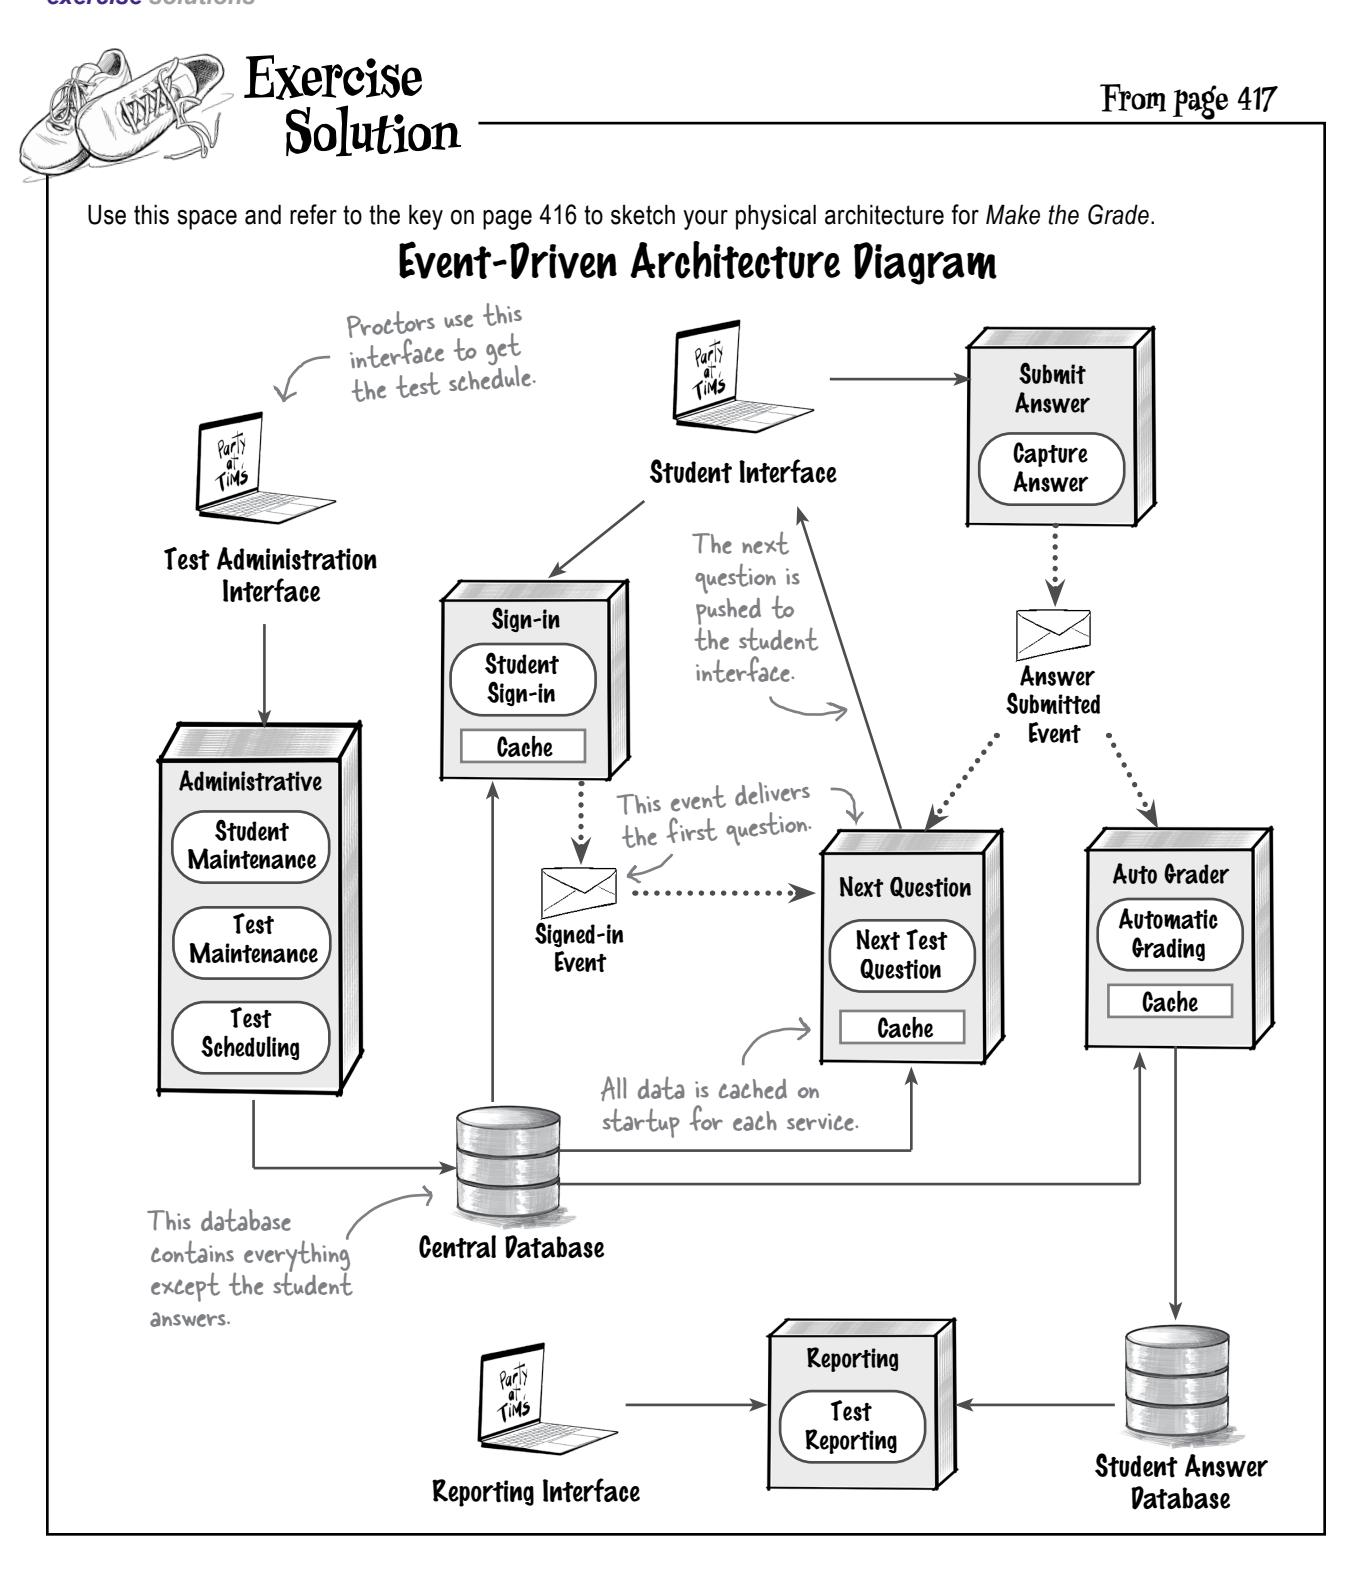 exercise solutions
Exercise
Solution
From page 417
Use this space and refer to the key on page 416 to sketch your physical architecture for Make the Grade.
Event-Driven Architecture Diagram
Proctors use this
interface to get
the test schedule.
Party
at
TiM's
Test Administration
Interface
Party
at
TiM's
Student Interface
Submit
Answer
Capture
Answer
The next
question is
pushed to
the student
interface.
Sign-in
Student
Sign-in
Cache
Answer
Submitted
Event
Administrative
Student
Maintenance
Test
Maintenance
Test
Scheduling
This event delivers
the first question.
Signed-in
Event
Next Question
Next Test
Question
Cache
Auto Grader
Automatic
Grading
Cache
All data is cached on
startup for each service.
This database
contains everything
except the student
answers.
Central Database
Party
at
TiM's
Reporting Interface
Reporting
Test
Reporting
Student Answer
Database